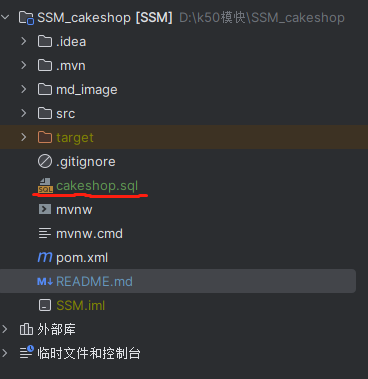 SSM_cakeshop [SSM] D:\k50模快\SSM_cakeshop
.idea
.mvn
md_image
src
target
.gitignore
cakeshop.sql
mvnw
mvnw.cmd
pom.xml
README.md
SSM.iml
外部库
临时文件和控制台